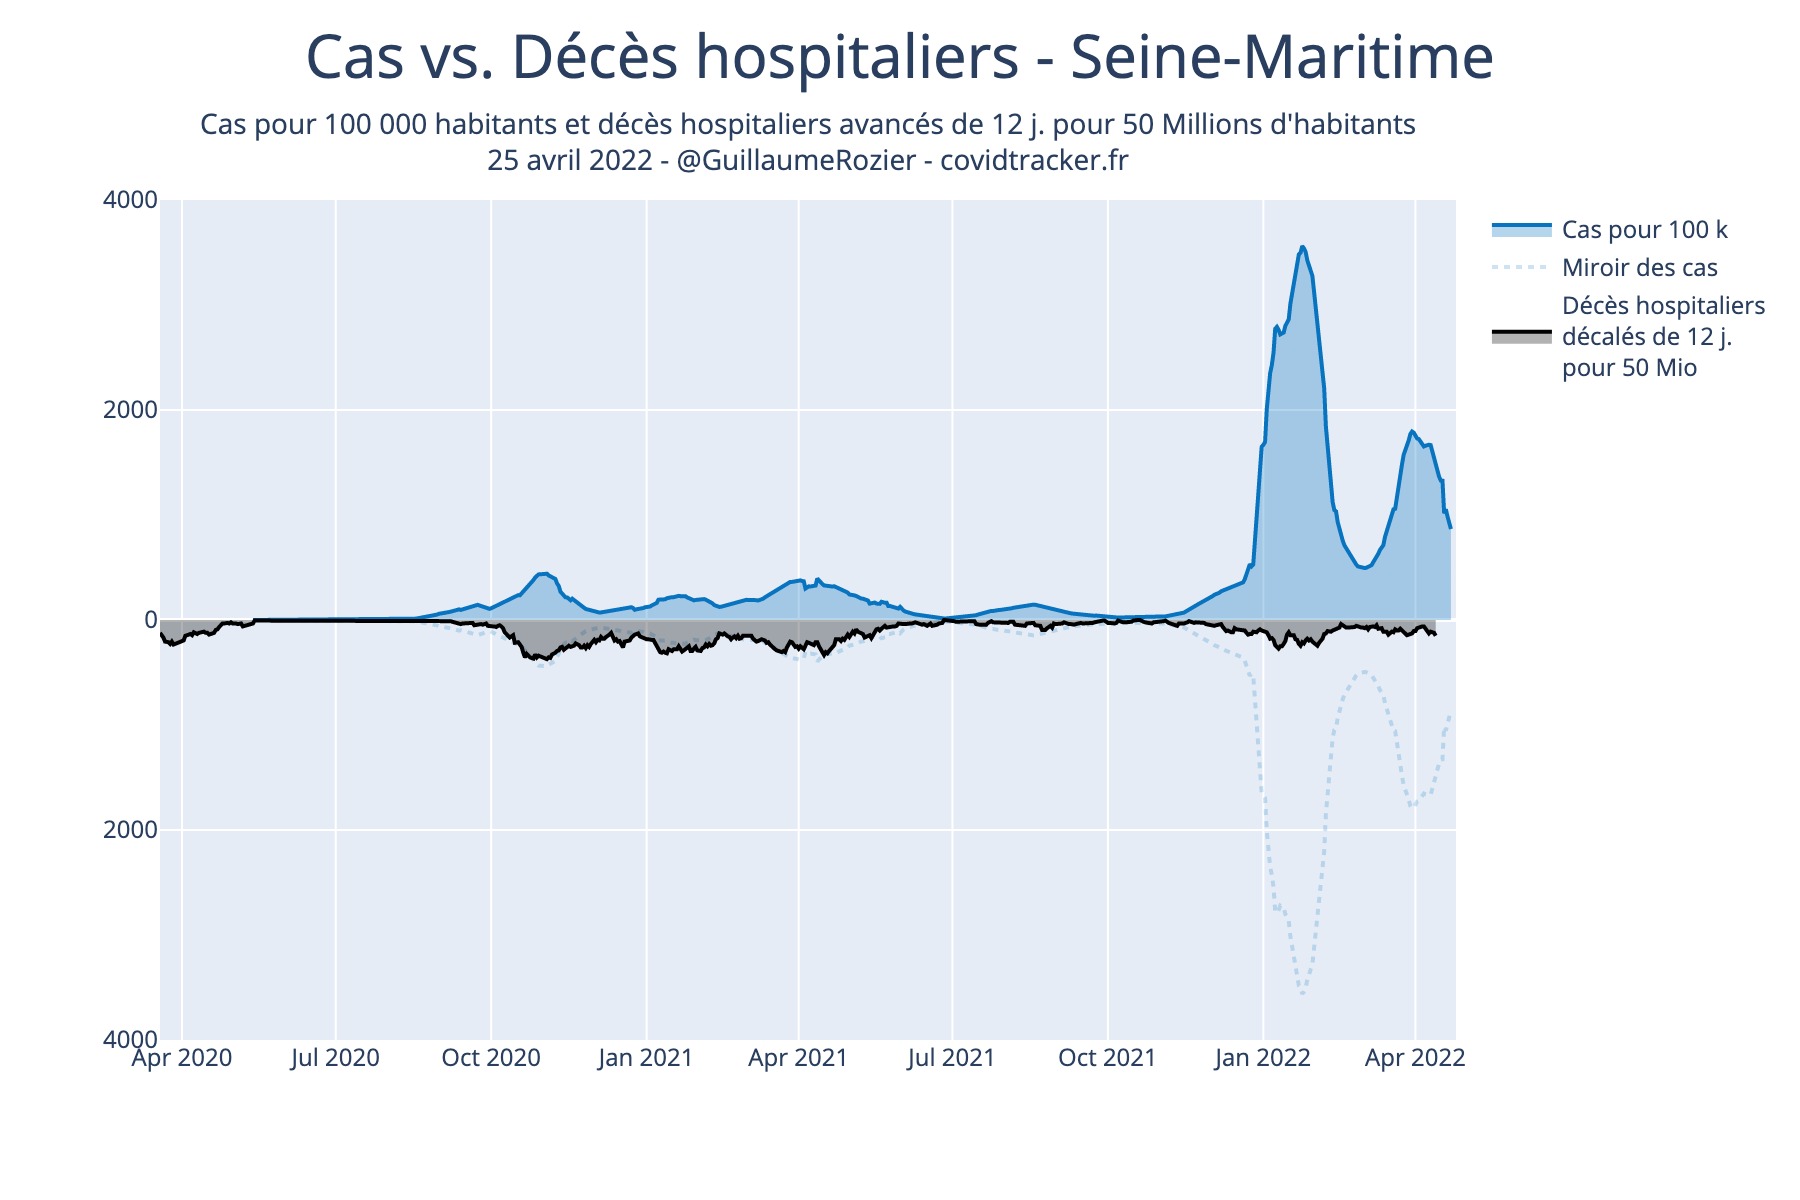 Cas vs. Décès hospitaliers - Seine-Maritime
Cas pour 100 000 habitants et décès hospitaliers avancés de 12 j. pour 50 Millions d'habitants
25 avril 2022 - @GuillaumeRozier - covidtracker.fr
4000
2000
0
2000
4000
Apr 2020
Jul 2020
Oct 2020
Jan 2021
Apr 2021
Jul 2021
Oct 2021
Jan 2022
Apr 2022
Cas pour 100 k
Miroir des cas
Décès hospitaliers
décalés de 12 j.
pour 50 Mio